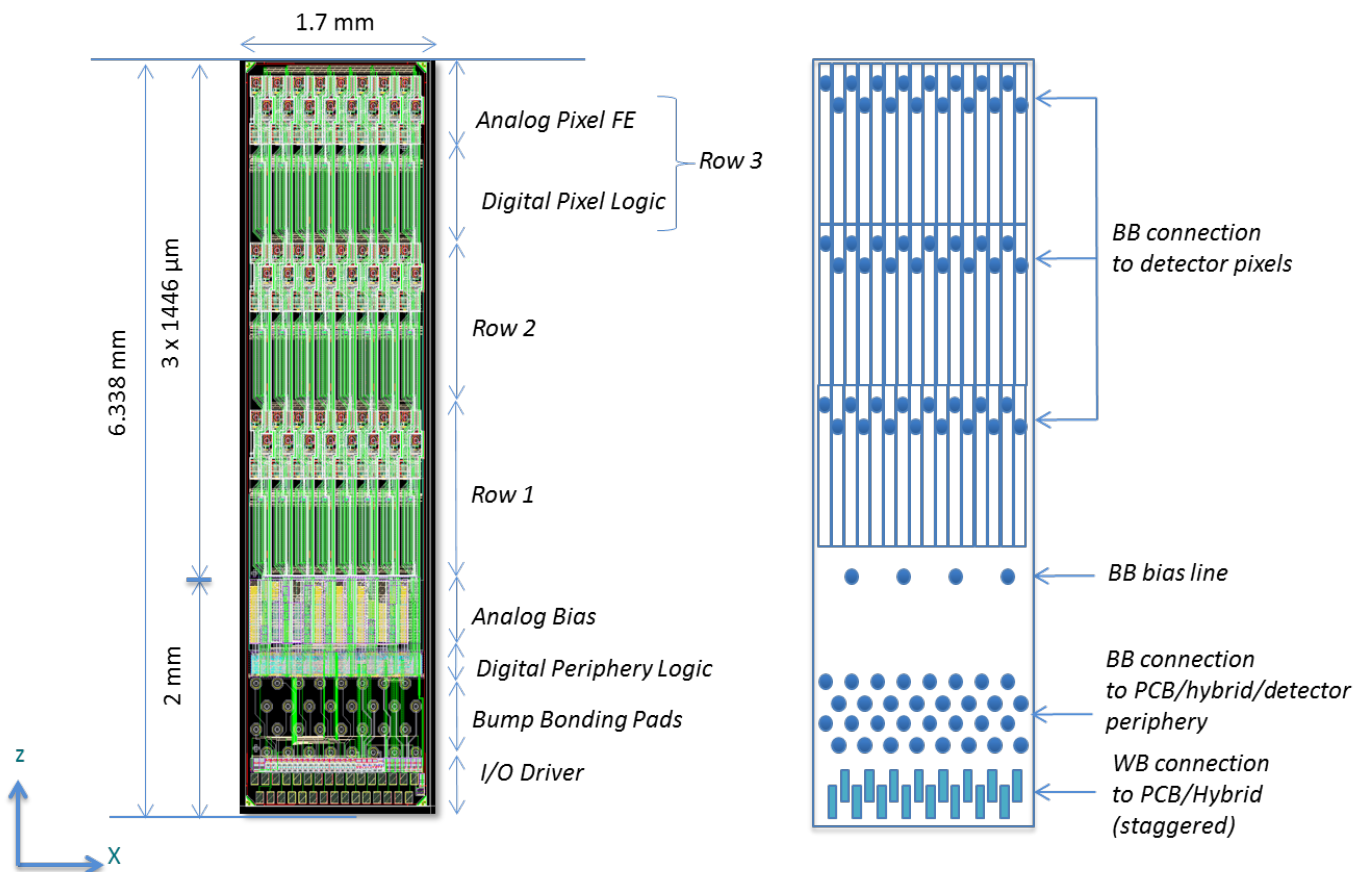 1.7 mm
6.338 mm
3 x 1446 µm
2 mm
Analog Pixel FE
Digital Pixel Logic
Row 3
Row 2
Row 1
Analog Bias
Digital Periphery Logic
Bump Bonding Pads
I/O Driver
z
X
BB connection
to detector pixels
BB bias line
BB connection
to PCB/hybrid/detector
periphery
WB connection
to PCB/Hybrid
(staggered)